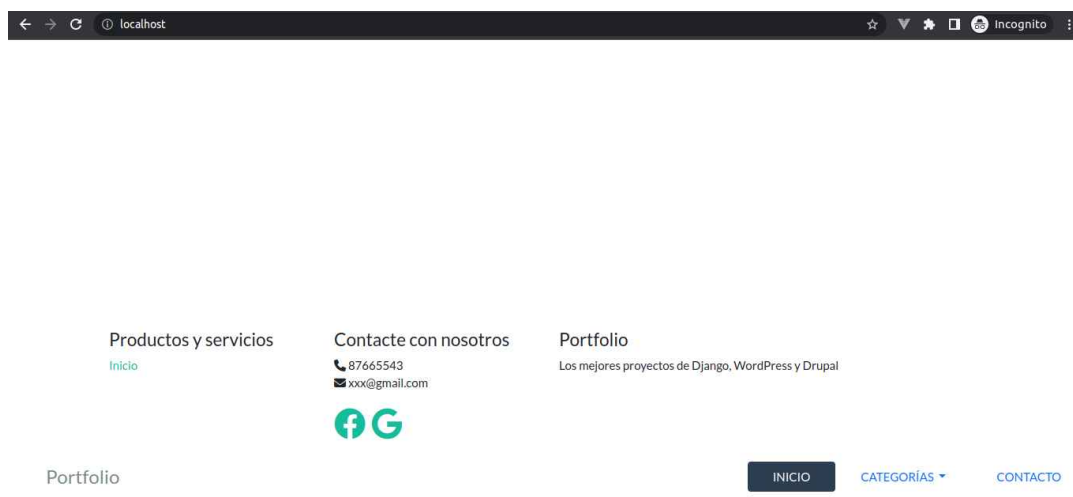 localhost
Incognito
Productos y servicios
Inicio
Contacte con nosotros
87665543
xxx@gmail.com
Portfolio
Los mejores proyectos de Django, WordPress y Drupal
Portfolio
INICIO
CATEGORÍAS
CONTACTO